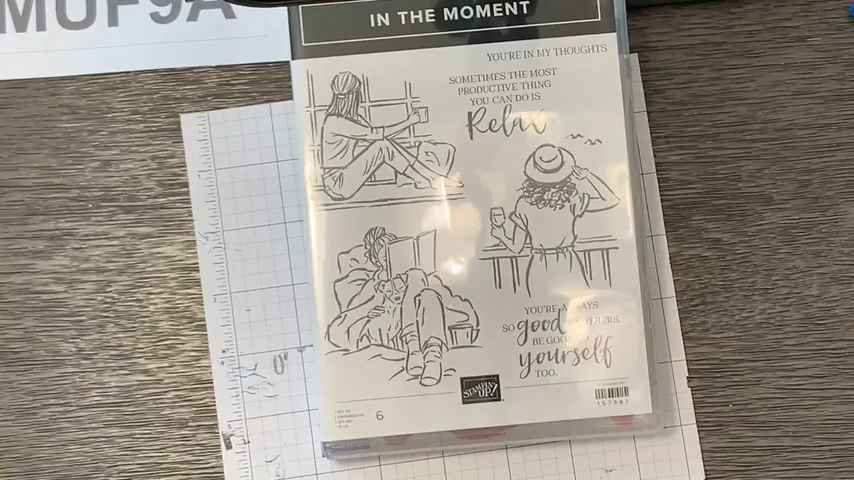 MUF9A
IN THE MOMENT
YOU'RE IN MY THOUGHTS
SOMETIMES THE MOST
PRODUCTIVE THING
YOU CAN DO IS
Relax
YOU'RE ALWAYS
SO good OTHERS.
BE GOOD
yourself
TOO.
STAMPIN' UP!
6